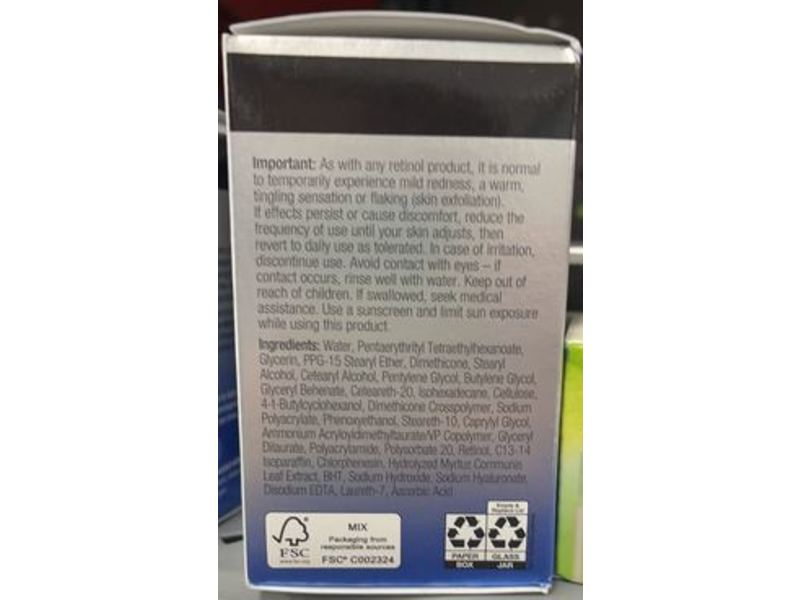 Important: As with any retinol product, it is normal
to temporarily experience mild redness, a warm,
tingling sensation or flaking (skin exfoliation).
If effects persist or cause discomfort, reduce the
frequency of use until your skin adjusts, then
revert to daily use as tolerated. In case of irritation,
discontinue use. Avoid contact with eyes – if
contact occurs, rinse well with water. Keep out of
reach of children. If swallowed, seek medical
assistance. Use a sunscreen and limit sun exposure
while using this product.
Ingredients: Water, Pentaerythrityl Tetraethylhexanoate,
Glycerin, PPG-15 Stearyl Ether, Dimethicone, Stearyl
Alcohol, Cetearyl Alcohol, Pentylene Glycol, Butylene Glycol,
Glyceryl Behenate, Ceteareth-20, Isohexadecane, Cellulose,
4-t-Butylcyclohexanol, Dimethicone Crosspolymer, Sodium
Polyacrylate, Phenoxyethanol, Steareth-10, Caprylyl Glycol,
Ammonium Acryloyldimethyltaurate/VP Copolymer, Glyceryl
Dilaurate, Polyacrylamide, Polysorbate 20, Retinol, C13-14
Isoparaffin, Chlorphenesin, Hydrolyzed Myrtus Communis
Leaf Extract, BHT, Sodium Hydroxide, Sodium Hyaluronate,
Disodium EDTA, Laureth-7, Ascorbic Acid
FSC
www.fsc.org
MIX
Packaging from
responsible sources
FSC® C002324
Empty &
Replace Lid
PAPER
BOX
GLASS
JAR